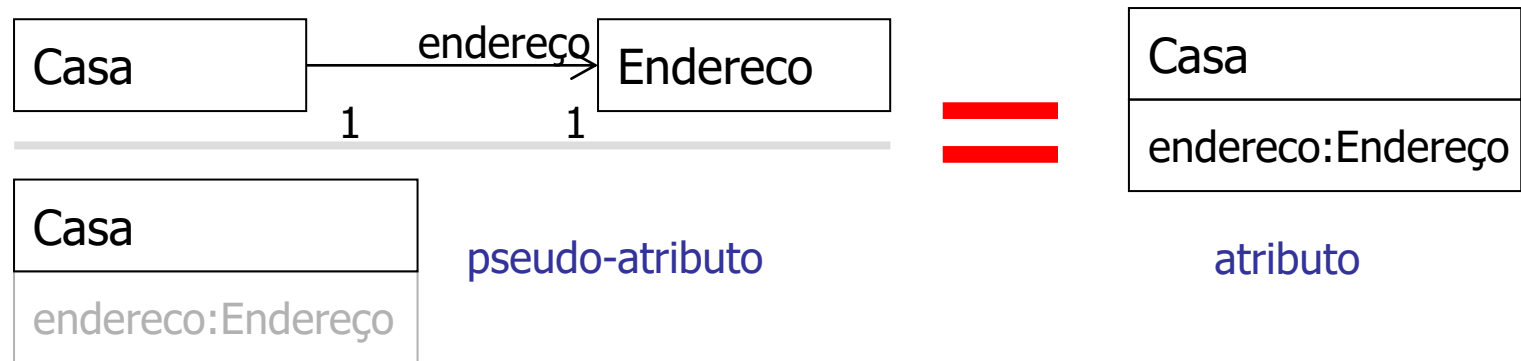 Casa
endereço
Endereco
1
1
Casa
endereco:Endereço
pseudo-atributo
Casa
endereco:Endereço
atributo